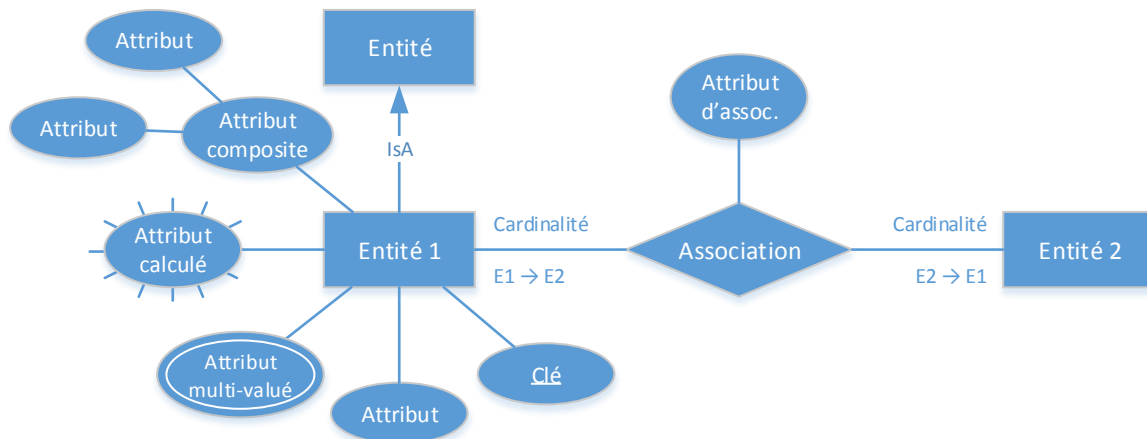 Attribut
Entité
Attribut
d'assoc.
Attribut
Attribut
composite
IsA
Attribut
calculé
Entité 1
Cardinalité
E1 → E2
Association
Cardinalité
E2 → E1
Entité 2
Attribut
multi-valué
Attribut
Clé